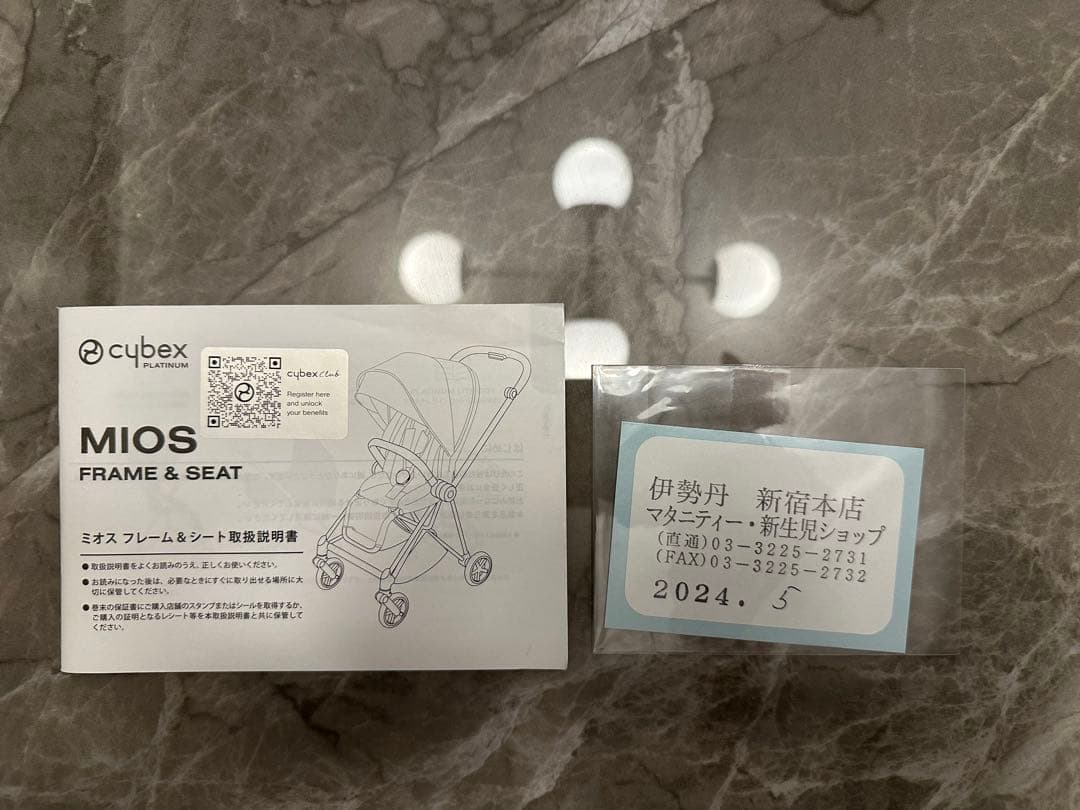 cybex
PLATINUM
cybex club
Register here
and unlock
your benefits
MIOS
FRAME & SEAT
ミオス フレーム&シート取扱説明書
● 取扱説明書をよくお読みのうえ、正しくお使いください。
● お読みになった後は、必要なときにすぐに取り出せる場所に大
切に保管してください。
● 巻末の保証書にご購入店舗のスタンプまたはシールを取得するか、
ご購入の証明となるレシート等を本取扱説明書と共に保管して
ください。
伊勢丹 新宿本店
マタニティー・新生児ショップ
(直通)03-3225-2731
(FAX)03-3225-2732
2024. 5